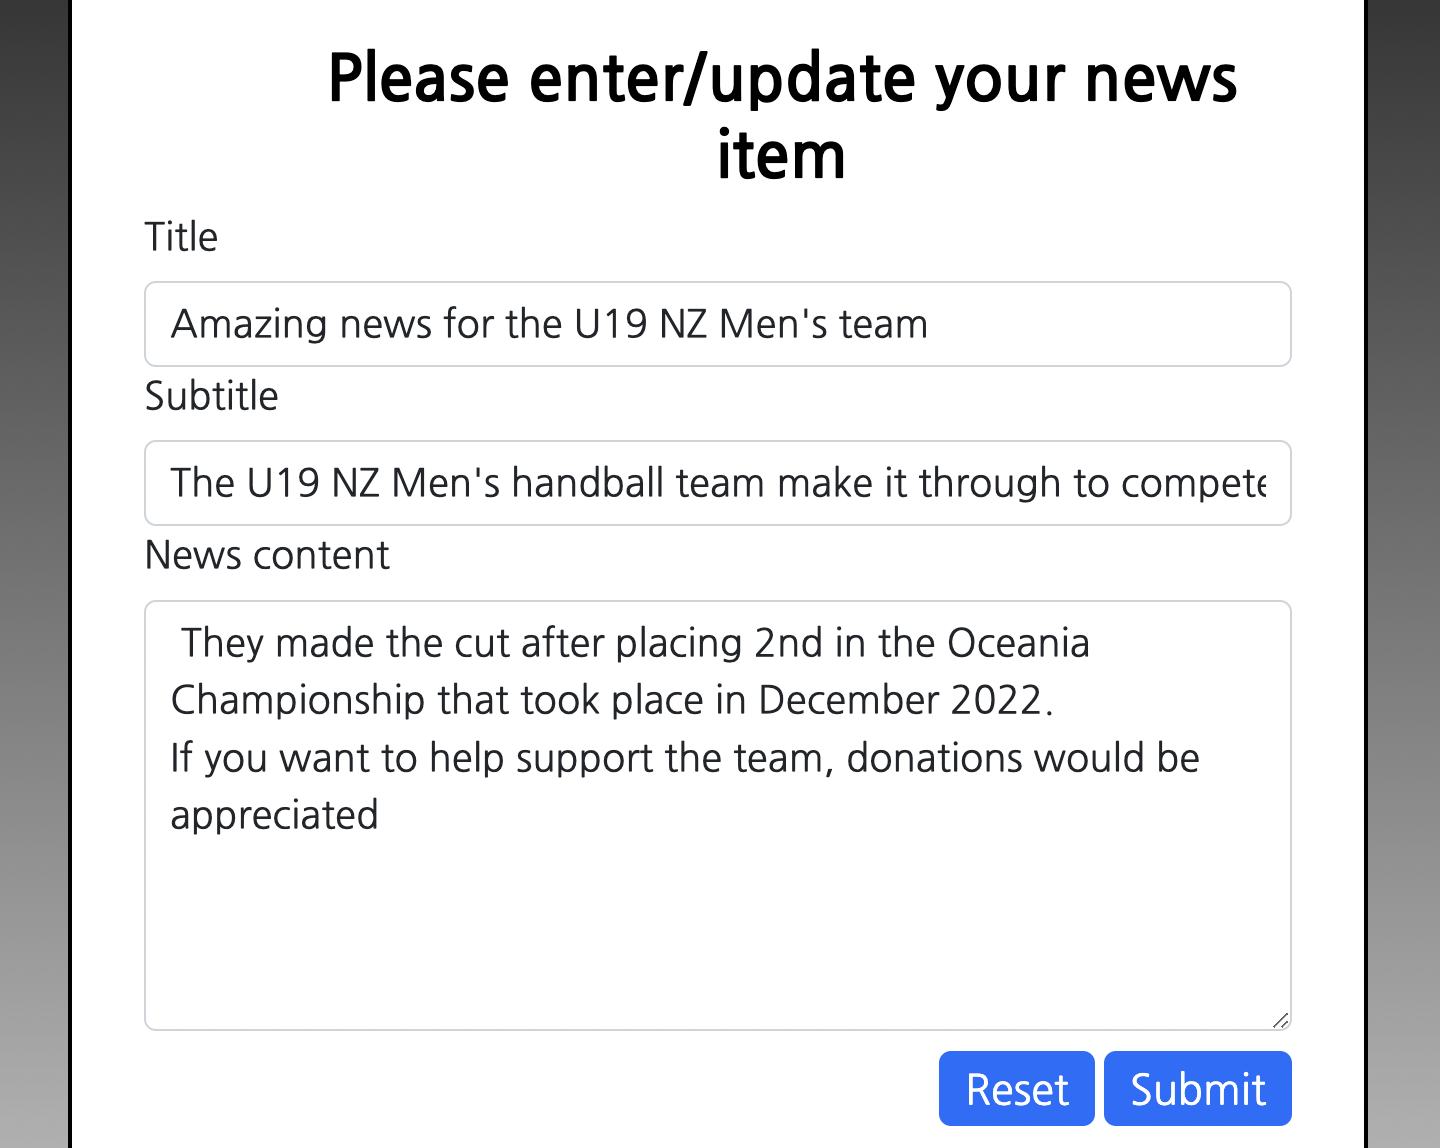 Please enter/update your news
item
Title
Amazing news for the U19 NZ Men's team
Subtitle
The U19 NZ Men's handball team make it through to compete
News content
They made the cut after placing 2nd in the Oceania
Championship that took place in December 2022.
If you want to help support the team, donations would be
appreciated
Reset Submit